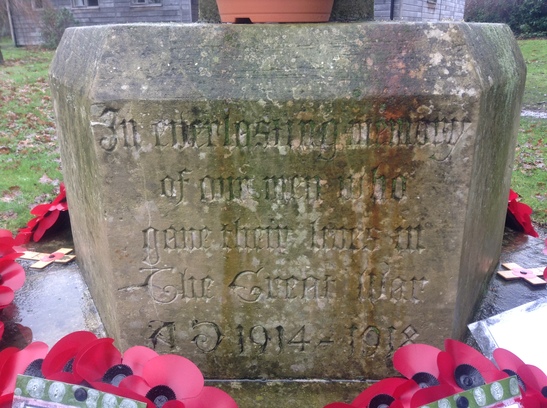 In everlasting memory
of our men who
gave their lives in
The Great War
A D 1914 - 1918